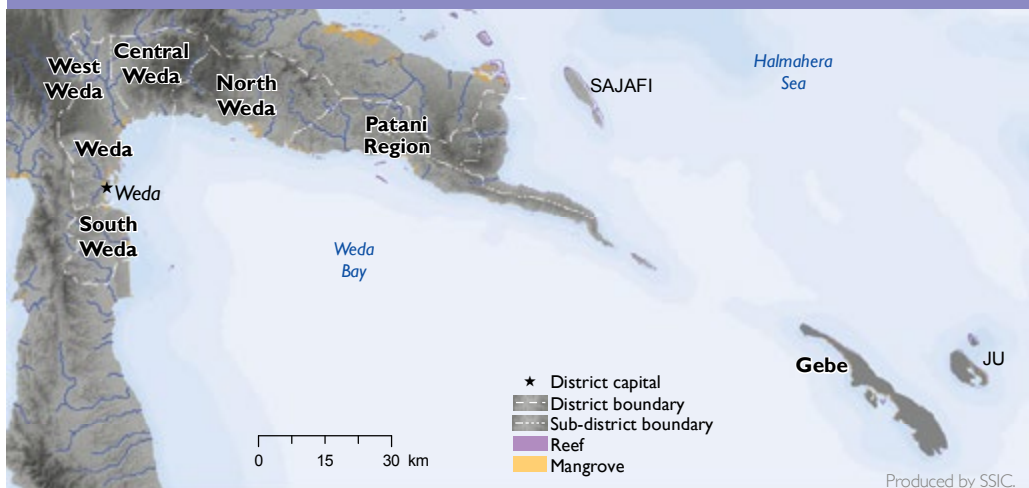 West
Weda
Central
Weda
North
Weda
Patani
Region
SAJAFI
Halmahera
Sea
Weda
Weda
South
Weda
Weda
Bay
Gebe
JU
District capital
District boundary
Sub-district boundary
Reef
Mangrove
0 15 30 km
Produced by SSIC.